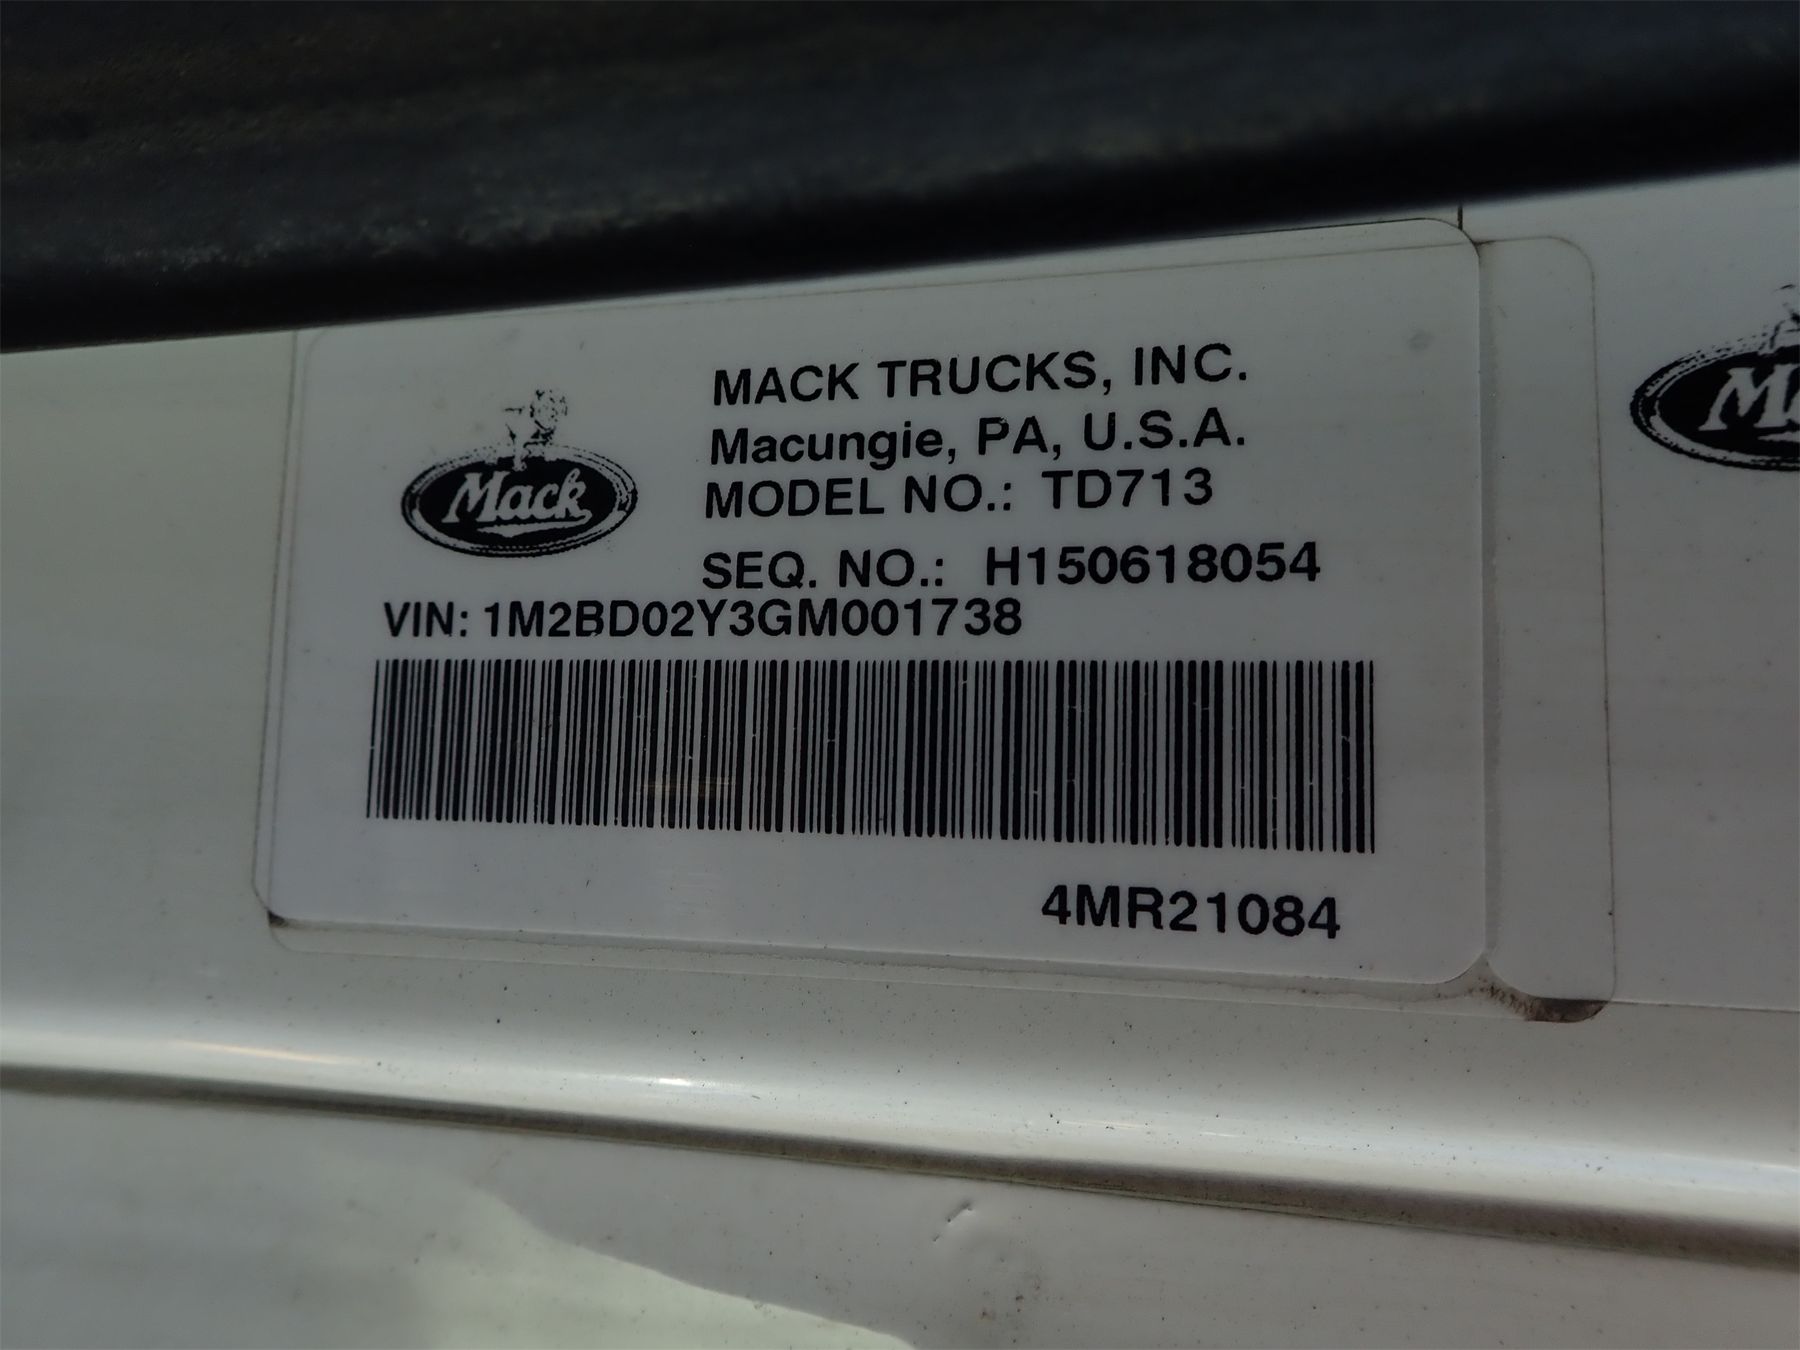 MACK TRUCKS, INC.
Macungie, PA, U.S.A.
MODEL NO.: TD713
SEQ. NO.: H150618054
Mack
VIN: 1M2BD02Y3GM001738
4MR21084